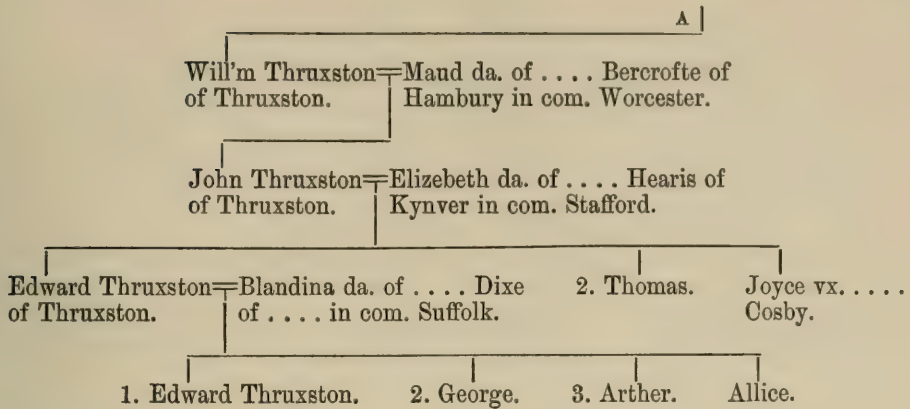 A
Will'm Thruxston=Maud da. of . . . . Bercrofte of
of Thruxston. Hambury in com. Worcester.
John Thruxston=Elizebeth da. of . . . . Hearis of
of Thruxston. Kynver in com. Stafford.
Edward Thruxston=Blandina da. of . . . . Dixe 2. Thomas. Joyce vx. . . . .
of Thruxston. of . . . . in com. Suffolk. Cosby.
1. Edward Thruxston. 2. George. 3. Arther. Allice.